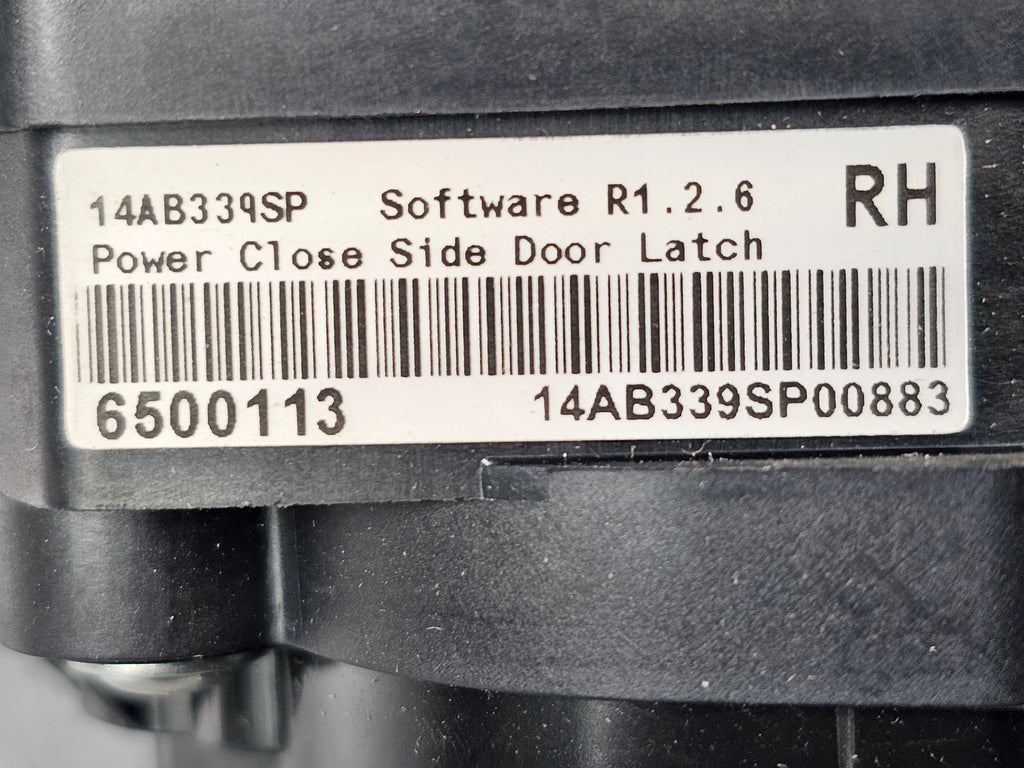 14AB339SP Software R1.2.6 RH
Power Close Side Door Latch
6500113 14AB339SP00883